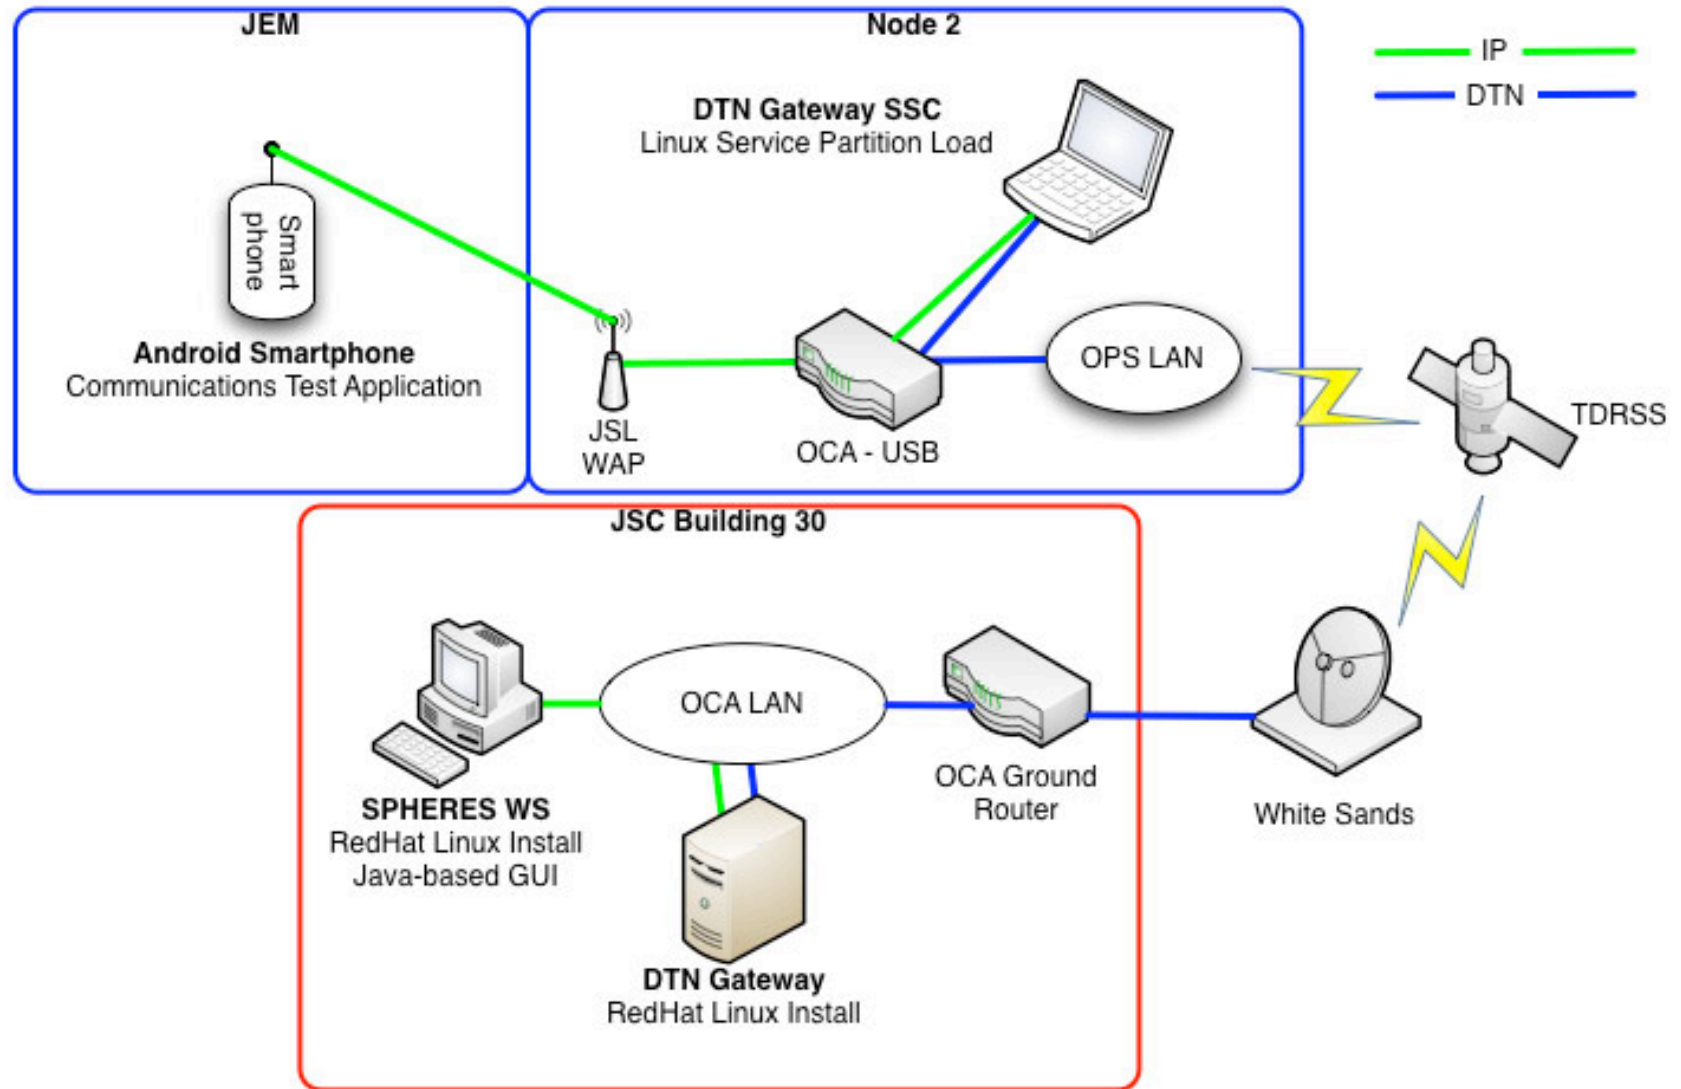 JEM
Node 2
IP
DTN
DTN Gateway SSC
Linux Service Partition Load
Smart
phone
Android Smartphone
Communications Test Application
JSL
WAP
OCA - USB
OPS LAN
TDRSS
JSC Building 30
OCA LAN
SPHERES WS
RedHat Linux Install
Java-based GUI
OCA Ground
Router
White Sands
DTN Gateway
RedHat Linux Install